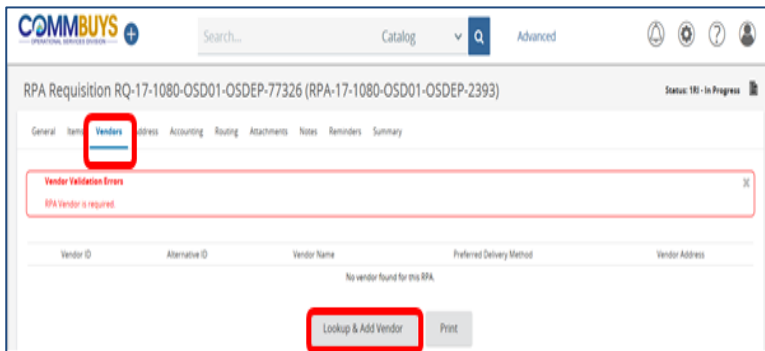 COMMBUYS
OPERATIONAL SERVICES DIVISION
Search... Catalog Advanced
RPA Requisition RQ-17-1080-OSD01-OSDEP-77326 (RPA-17-1080-OSD01-OSDEP-2393) Status: 1RI - In Progress
General Items Vendors Address Accounting Routing Attachments Notes Reminders Summary
Vendor Validation Errors
RPA Vendor is required.
Vendor ID Alternative ID Vendor Name Preferred Delivery Method Vendor Address
No vendor found for this RPA.
Lookup & Add Vendor Print